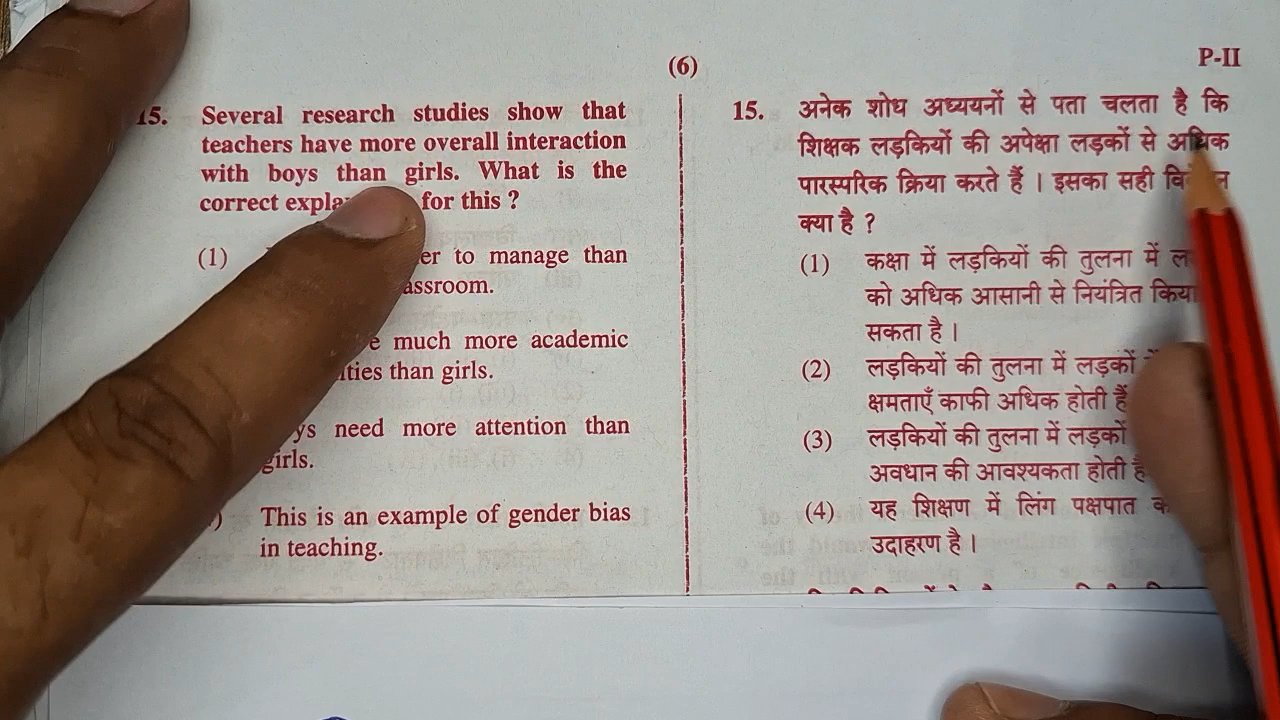 (6)
P-II
15. Several research studies show that
teachers have more overall interaction
with boys than girls. What is the
correct for this ?
(1) to manage than
much more academic
than girls.
need more attention than
girls.
This is an example of gender bias
in teaching.
15. अनेक शोध अध्ययनों से पता चलता है कि
शिक्षक लड़कियों की अपेक्षा लड़कों से अधिक
पारस्परिक क्रिया करते हैं । इसका सही
क्या है ?
(1) कक्षा में लड़कियों की तुलना में
को अधिक आसानी से नियंत्रित
सकता है ।
(2) लड़कियों की तुलना में लड़कों
क्षमताएँ काफी अधिक होती हैं
(3) लड़कियों की तुलना में लड़कों
अवधान की आवश्यकता होती
(4) यह शिक्षण में लिंग पक्षपात
उदाहरण है ।